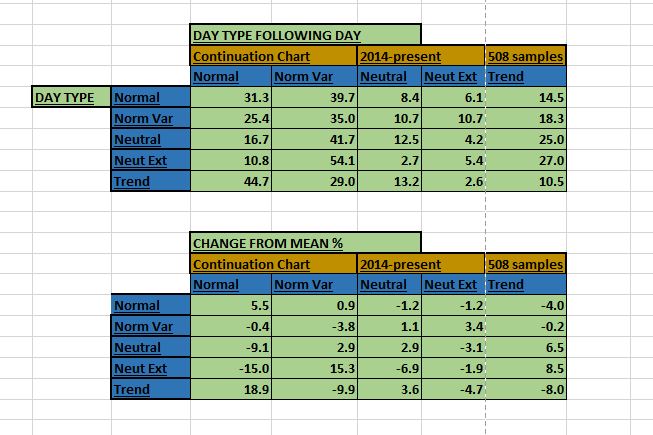 DAY TYPE FOLLOWING DAY
Continuation Chart 2014-present 508 samples
Normal Norm Var Neutral Neut Ext Trend
DAY TYPE Normal 31.3 39.7 8.4 6.1 14.5
Norm Var 25.4 35.0 10.7 10.7 18.3
Neutral 16.7 41.7 12.5 4.2 25.0
Neut Ext 10.8 54.1 2.7 5.4 27.0
Trend 44.7 29.0 13.2 2.6 10.5
CHANGE FROM MEAN %
Continuation Chart 2014-present 508 samples
Normal Norm Var Neutral Neut Ext Trend
Normal 5.5 0.9 -1.2 -1.2 -4.0
Norm Var -0.4 -3.8 1.1 3.4 -0.2
Neutral -9.1 2.9 2.9 -3.1 6.5
Neut Ext -15.0 15.3 -6.9 -1.9 8.5
Trend 18.9 -9.9 3.6 -4.7 -8.0